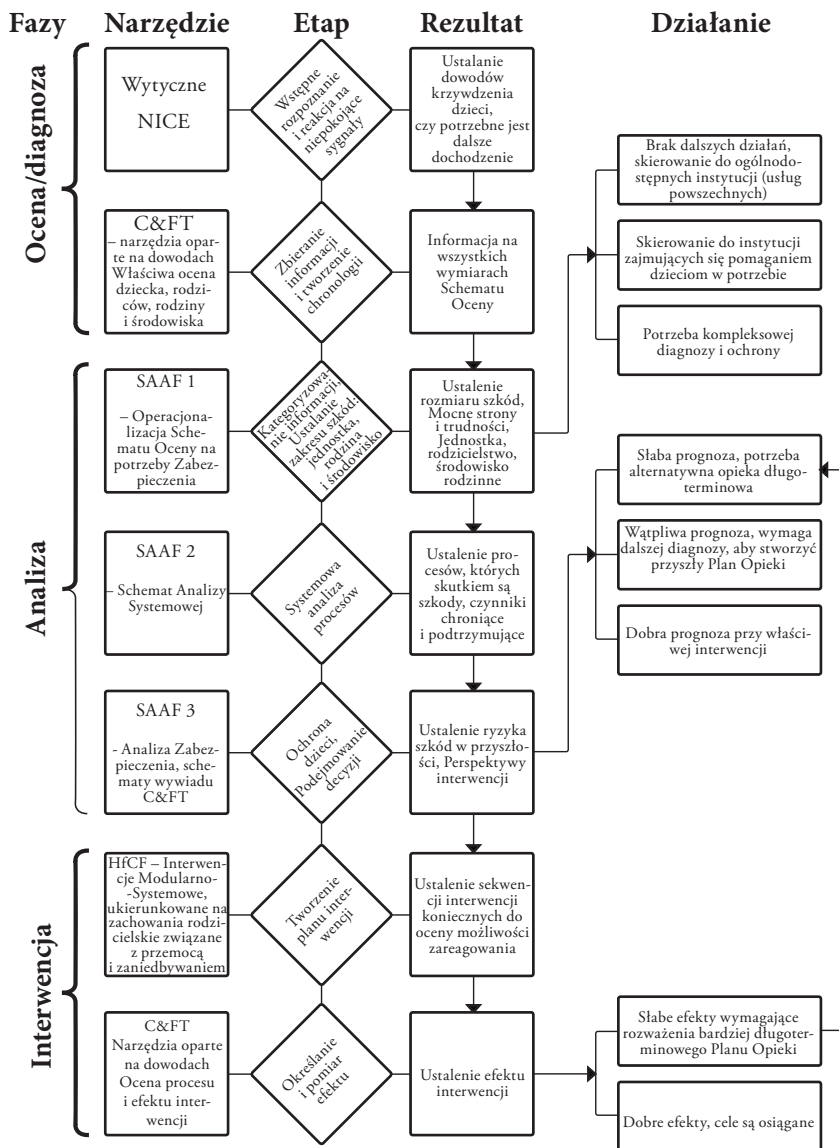 Fazy Narzędzie Etap Rezultat Działanie
Ocena/diagnoza
Wytyczne
NICE
Wstępne
rozpoznanie
i reakcja na
niepokojące
sygnały
Ustalanie
dowodów
krzywdzenia
dzieci,
czy potrzebne jest
dalsze
dochodzenie
C&FT
– narzędzia opar-
te na dowodach
Właściwa ocena
dziecka, rodzi-
ców, rodziny
i środowiska
Zbieranie
informacji
i tworzenie
chronologii
Informacja na
wszystkich
wymiarach
Schematu
Oceny
Brak dalszych działań,
skierowanie do ogólnodo-
stępnych instytucji (usług
powszechnych)
Skierowanie do instytucji
zajmujących się pomaganiem
dzieciom w potrzebie
Potrzeba kompleksowej
diagnozy i ochrony
Analiza
SAAF 1
– Operacjona-
lizacja Sche-
matu Oceny na
potrzeby Zabez-
pieczenia
Kategoryzowa-
nie informacji,
Ustalanie
zakresu szkód:
jednostka,
rodzina
i środowisko
Ustalenie
rozmiaru szkód,
Mocne strony
i trudności,
Jednostka,
rodzicielstwo,
środowisko
rodzinne
SAAF 2
– Schemat Analizy
Systemowej
Systemowa
analiza
procesów
Ustalenie pro-
cesów, których
skutkiem są
szkody, czynniki
chroniące
i podtrzymujące
SAAF 3
- Analiza Zabez-
pieczenia, sche-
maty wywiadu
C&FT
Ochrona
dzieci,
Podejmowanie
decyzji
Ustalenie ryzyka
szkód w przyszło-
ści, Perspektywy
interwencji
Słaba prognoza, potrzeba
alternatywna opieka długo-
terminowa
Wątpliwa prognoza, wymaga
dalszej diagnozy, aby stworzyć
przyszły Plan Opieki
Dobra prognoza przy właści-
wej interwencji
Interwencja
HfCF – Interwen-
cje Modularno-
-Systemowe,
ukierunkowane na
zachowania rodzi-
cielskie związane
z przemocą
i zaniedbywaniem
Tworzenie
planu inter-
wencji
Ustalenie sekwen-
cji interwencji
koniecznych do
oceny możliwości
zareagowania
C&FT
Narzędzia oparte
na dowodach
Ocena procesu
i efektu inter-
wencji
Określanie
i pomiar
efektu
Ustalenie efektu
interwencji
Słabe efekty wymagające
rozważenia bardziej długoter-
minowego Planu Opieki
Dobre efekty, cele są osiągane